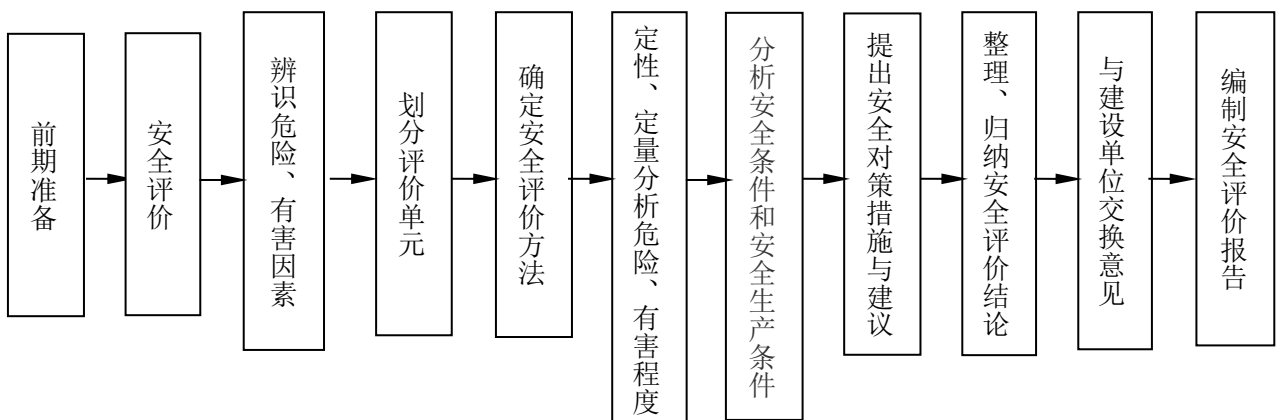 前期准备
安全评价
辨识危险、有害因素
划分评价单元
确定安全评价方法
定性、定量分析危险、有害程度
分析安全条件和安全生产条件
提出安全对策措施与建议
整理、归纳安全评价结论
与建设单位交换意见
编制安全评价报告